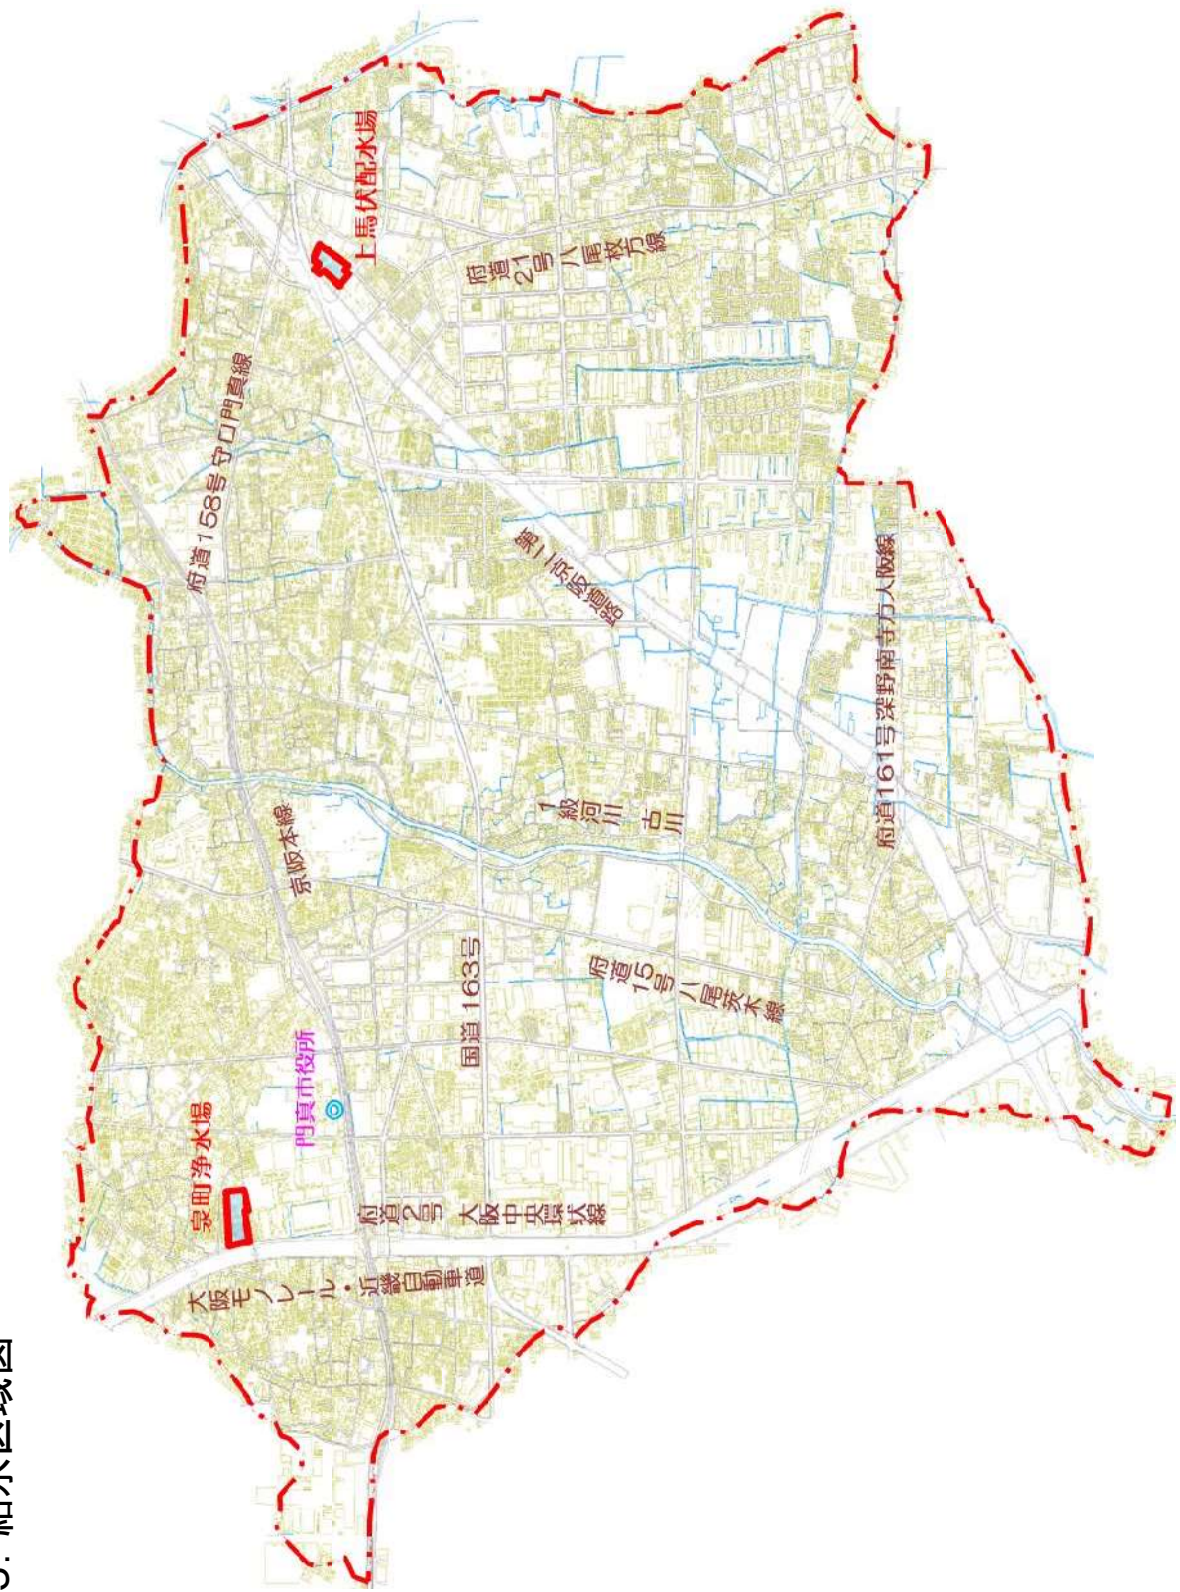 3. 給水区域図
上馬伏配水場
府道
21号八尾枚方線
府道158号守口門真線
第二京阪道路
府道161号深野南寺方大阪線
1級河川 古川
京阪本線
府道
15号八尾茨木線
国道163号
門真市役所
泉町浄水場
府道2号 大阪中央環状線
大阪モノレール・近畿自動車道